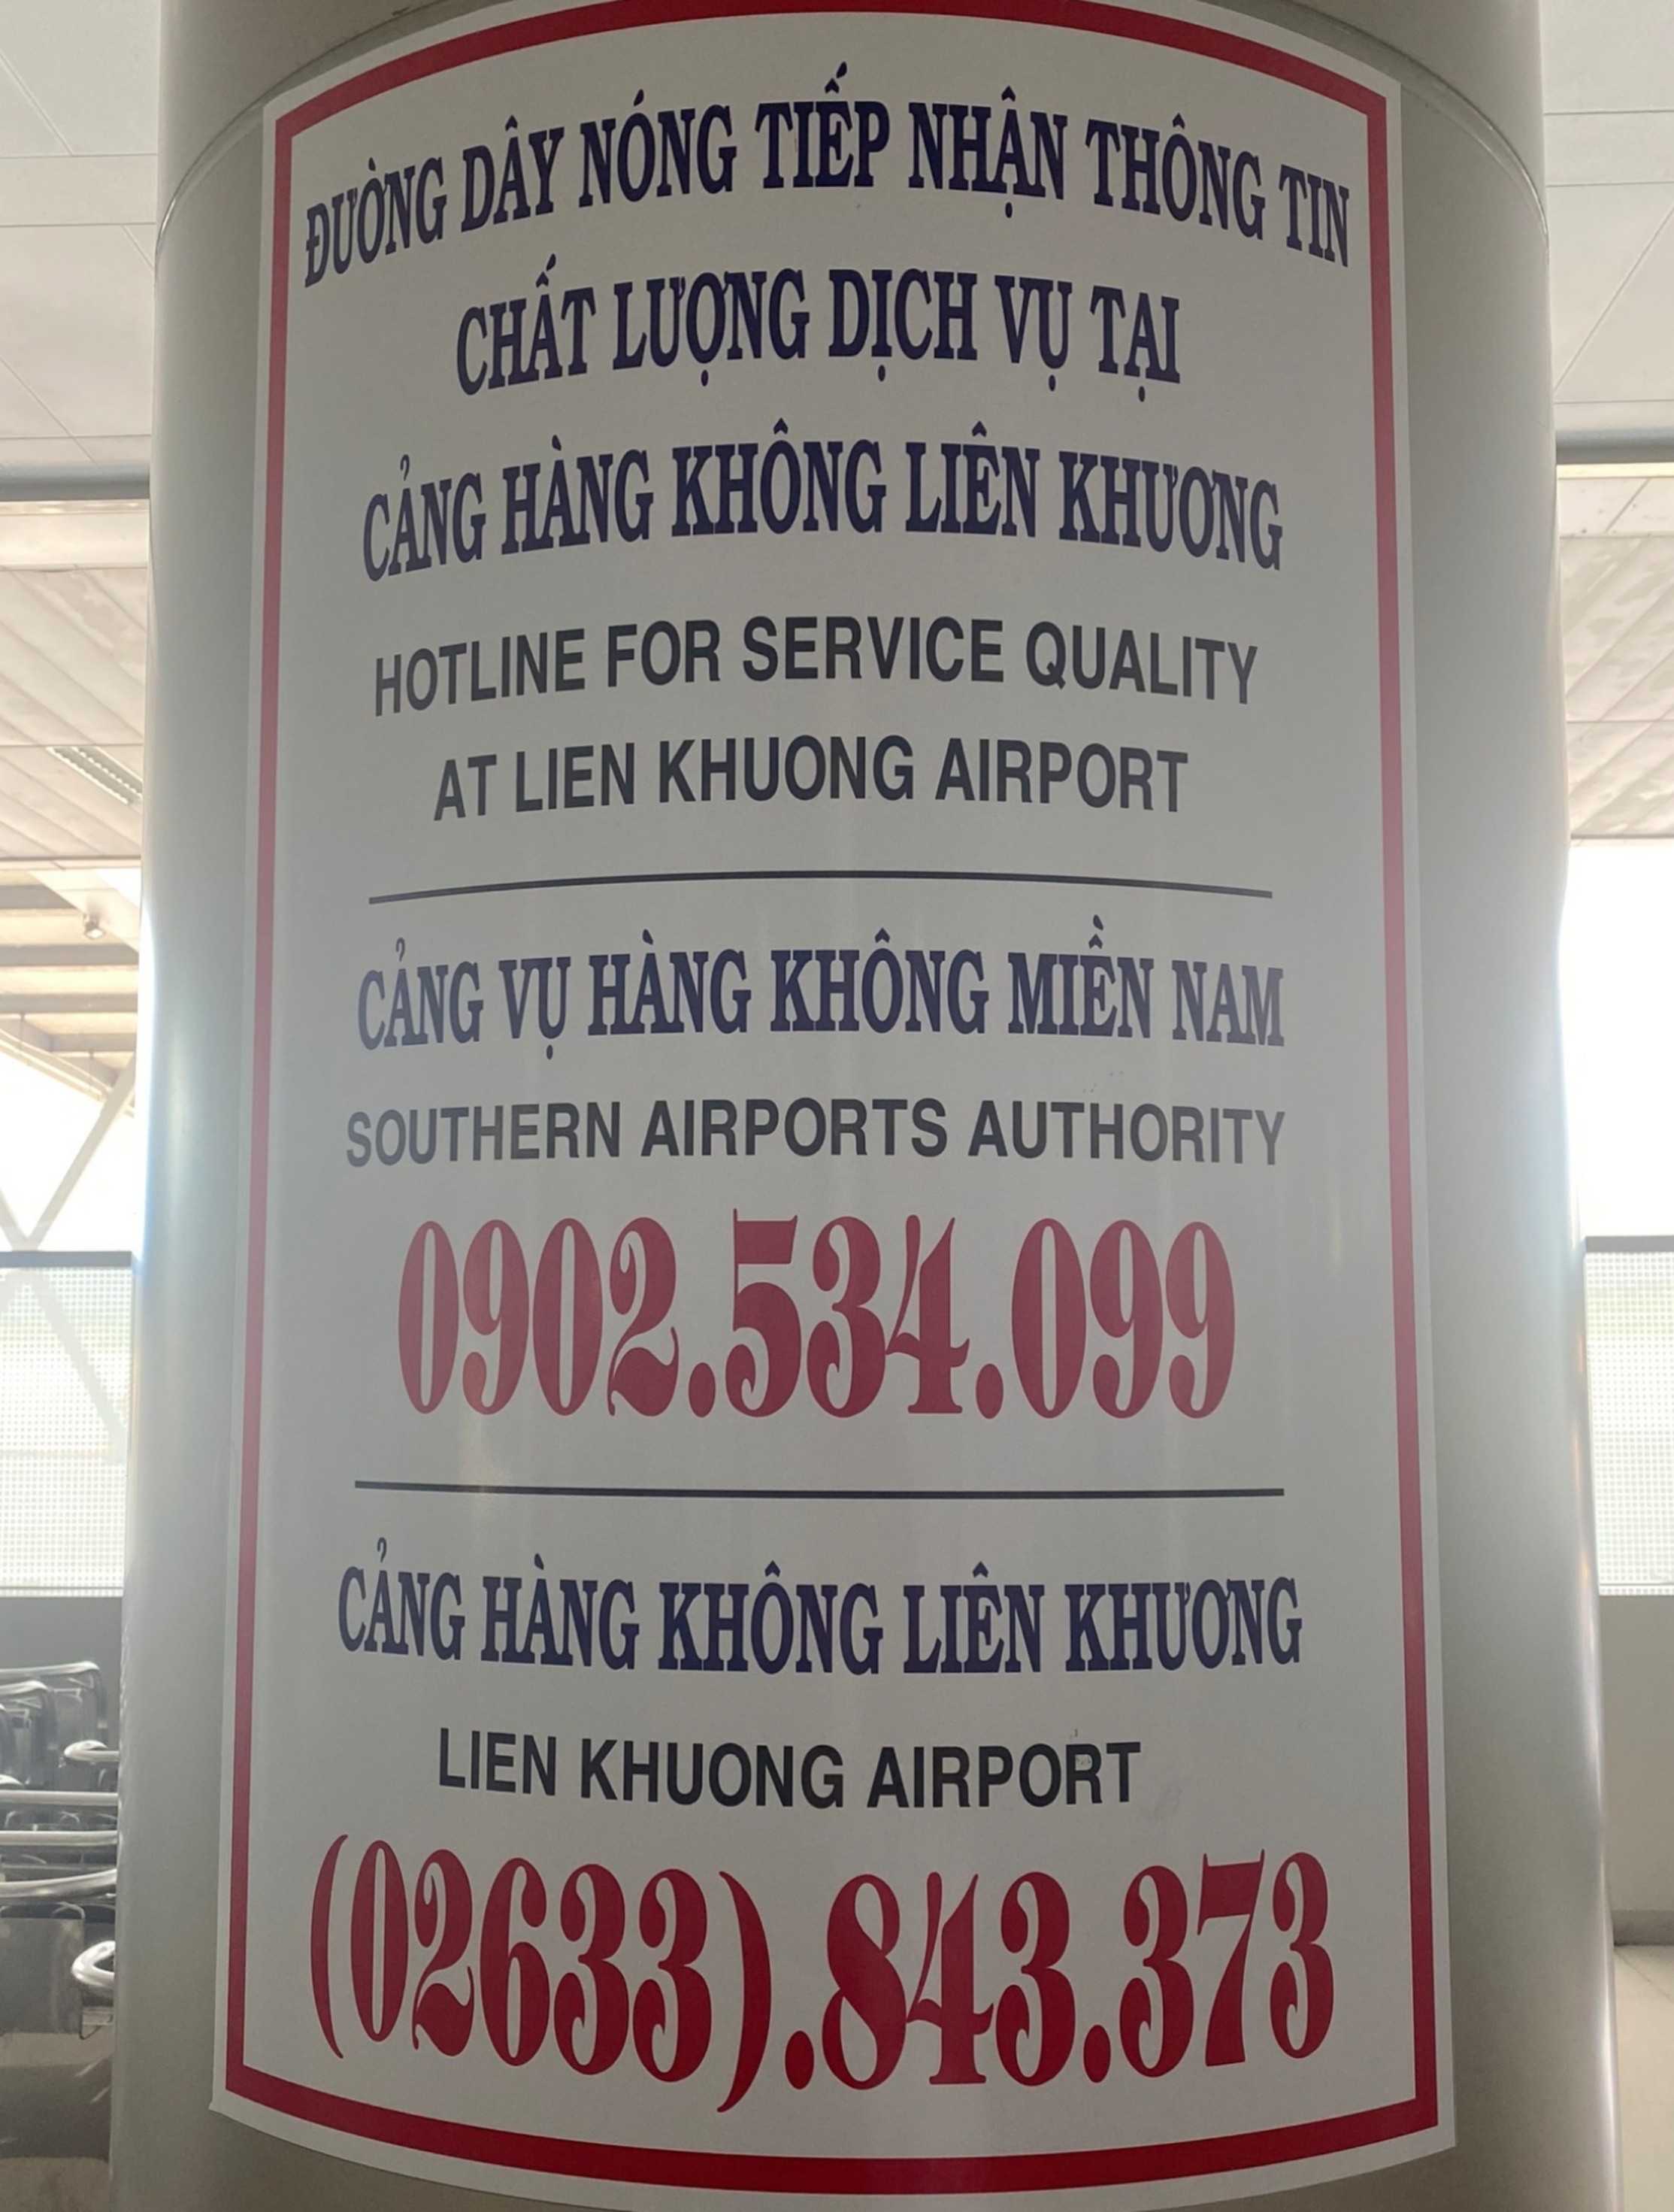 ĐƯỜNG DÂY NÓNG TIẾP NHẬN THÔNG TIN
CHẤT LƯỢNG DỊCH VỤ TẠI
CẢNG HÀNG KHÔNG LIÊN KHƯƠNG
HOTLINE FOR SERVICE QUALITY
AT LIEN KHUONG AIRPORT
CẢNG VỤ HÀNG KHÔNG MIỀN NAM
SOUTHERN AIRPORTS AUTHORITY
0902.534.099
CẢNG HÀNG KHÔNG LIÊN KHƯƠNG
LIEN KHUONG AIRPORT
(02633).843.373